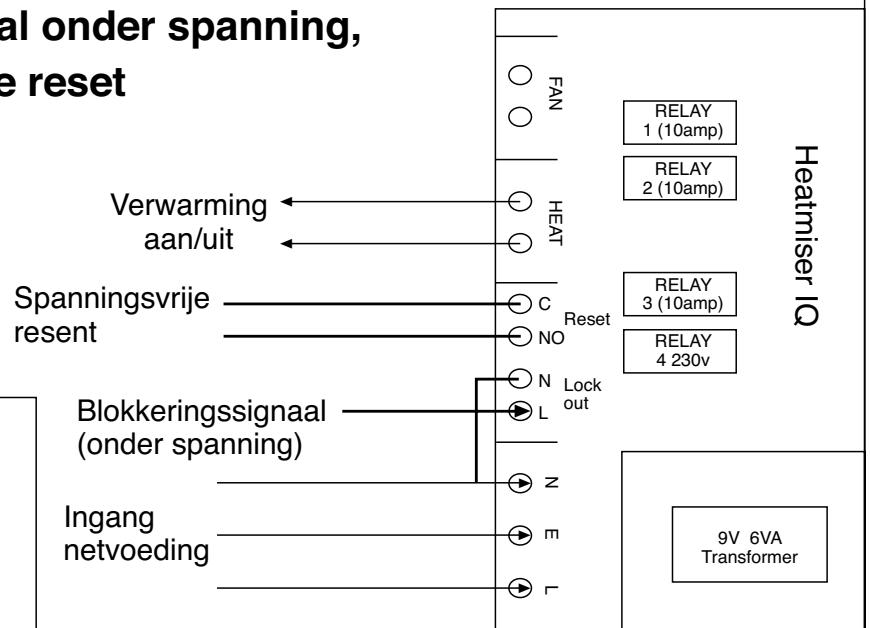 al onder spanning,
e reset
FAN
RELAY
1 (10amp)
RELAY
2 (10amp)
Heatmiser IQ
Verwarming
aan/uit
HEAT
Spanningsvrije
resent
C
NO
Reset
RELAY
3 (10amp)
RELAY
4 230v
N
L
Lock
out
Blokkeringssignaal
(onder spanning)
Ingang
netvoeding
N
E
L
9V 6VA
Transformer